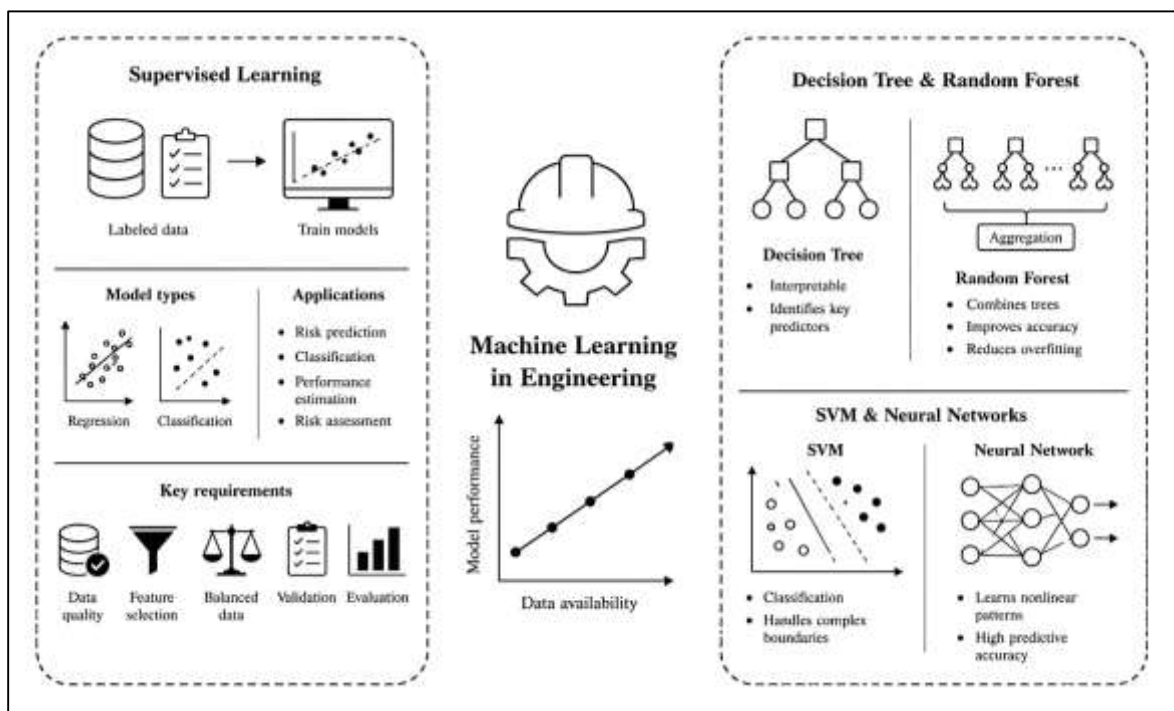 Supervised Learning
Labeled data
Train models
Model types
Regression
Classification
Applications
• Risk prediction
• Classification
• Performance
estimation
• Risk assessment
Key requirements
Data
quality
Feature
selection
Balanced
data
Validation
Evaluation
Machine Learning
in Engineering
Model performance
Data availability
Decision Tree & Random Forest
Decision Tree
• Interpretable
• Identifies key
predictors
...
Aggregation
Random Forest
• Combines trees
• Improves accuracy
• Reduces overfitting
SVM & Neural Networks
SVM
• Classification
• Handles complex
boundaries
Neural Network
• Learns nonlinear
patterns
• High predictive
accuracy